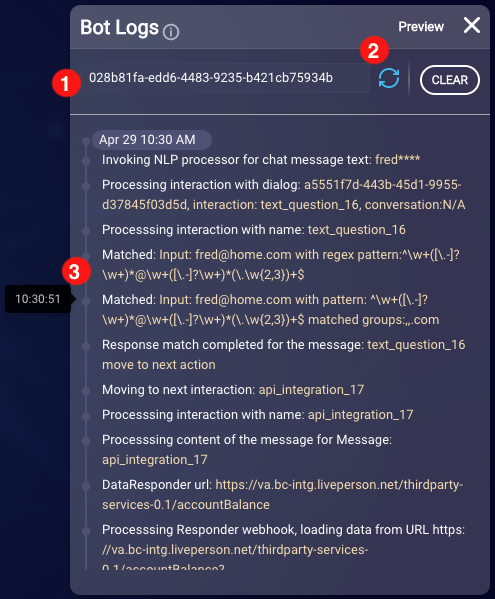 Bot Logs
Preview
2
1
028b81fa-edd6-4483-9235-b421cb75934b
CLEAR
Apr 29 10:30 AM
Invoking NLP processor for chat message text: fred****
Processing interaction with dialog: a5551f7d-443b-45d1-9955-
d37845f03d5d, interaction: text_question_16, conversation:N/A
Processsing interaction with name: text_question_16
Matched: Input: fred@home.com with regex pattern:^\w+([\.-]?
3
\w+)*@\w+([\.-]?\w+)*(\.\w{2,3})+$
10:30:51
Matched: Input: fred@home.com with pattern: ^\w+([\.-]?
\w+)*@\w+([\.-]?\w+)*(\.\w{2,3})+$ matched groups:,,.com
Response match completed for the message: text_question_16
move to next action
Moving to next interaction: api_integration_17
Processsing interaction with name: api_integration_17
Processsing content of the message for Message:
api_integration_17
DataResponder url: https://va.bc-intg.liveperson.net/thirdparty-
services-0.1/accountBalance
Processsing Responder webhook, loading data from URL https:
//va.bc-intg.liveperson.net/thirdparty-services-
0.1/accountBalance?